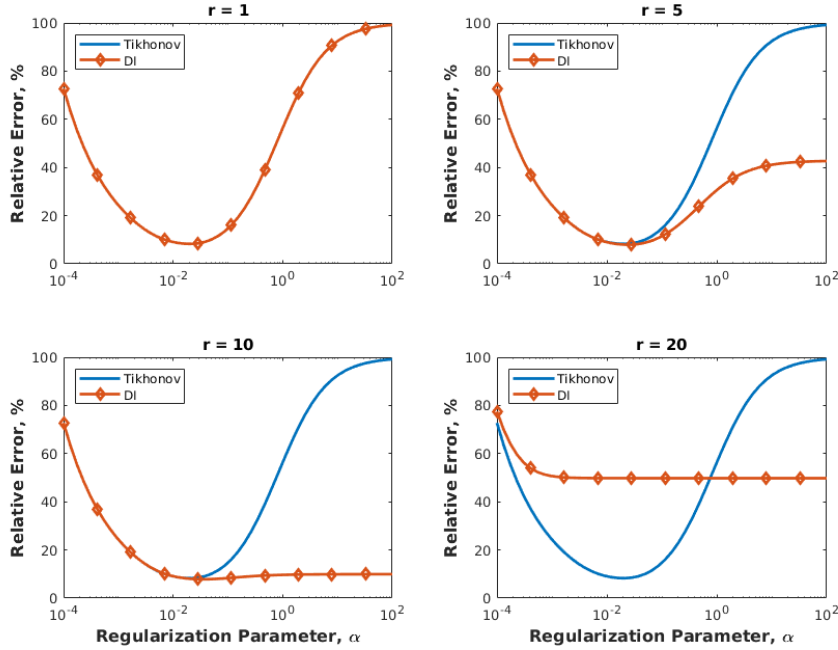 r = 1
100
80
60
40
20
0
Relative Error, %
Tikhonov
DI
10^-4
10^-2
10^0
10^2
r = 5
100
80
60
40
20
0
Relative Error, %
Tikhonov
DI
10^-4
10^-2
10^0
10^2
r = 10
100
80
60
40
20
0
Relative Error, %
Tikhonov
DI
10^-4
10^-2
10^0
10^2
Regularization Parameter, α
r = 20
100
80
60
40
20
0
Relative Error, %
Tikhonov
DI
10^-4
10^-2
10^0
10^2
Regularization Parameter, α